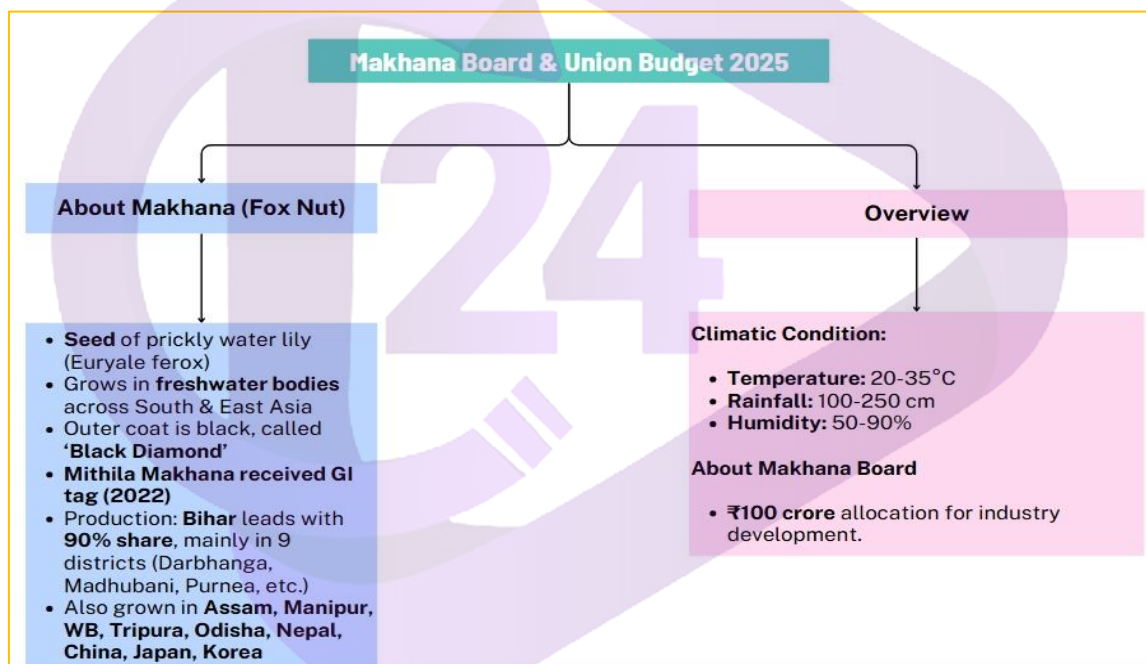 Makhana Board & Union Budget 2025
About Makhana (Fox Nut)
• Seed of prickly water lily
(Euryale ferox)
• Grows in freshwater bodies
across South & East Asia
• Outer coat is black, called
‘Black Diamond’
• Mithila Makhana received GI
tag (2022)
• Production: Bihar leads with
90% share, mainly in 9
districts (Darbhanga,
Madhubani, Purnea, etc.)
• Also grown in Assam, Manipur,
WB, Tripura, Odisha, Nepal,
China, Japan, Korea
Overview
Climatic Condition:
• Temperature: 20-35°C
• Rainfall: 100-250 cm
• Humidity: 50-90%
About Makhana Board
• ₹100 crore allocation for industry
development.
24